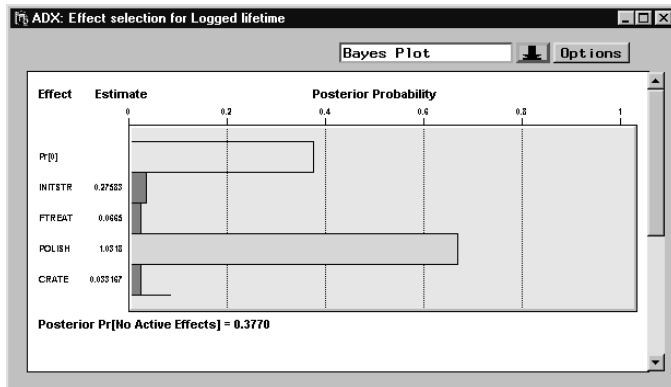 ADX: Effect selection for Logged lifetime
Bayes Plot Options
Effect Estimate Posterior Probability
0 0.2 0.4 0.6 0.8 1
Pr[0]
INITSTR 0.27583
FTREAT 0.0665
POLISH 1.0318
CRATE 0.033167
Posterior Pr[No Active Effects] = 0.3770